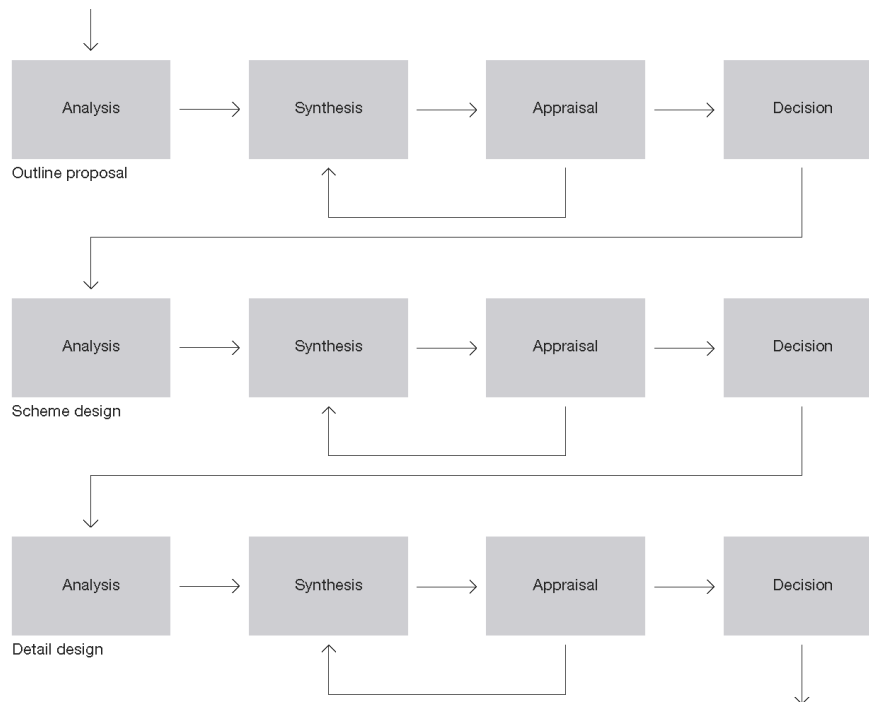 Analysis
Synthesis
Appraisal
Decision
Outline proposal
Analysis
Synthesis
Appraisal
Decision
Scheme design
Analysis
Synthesis
Appraisal
Decision
Detail design